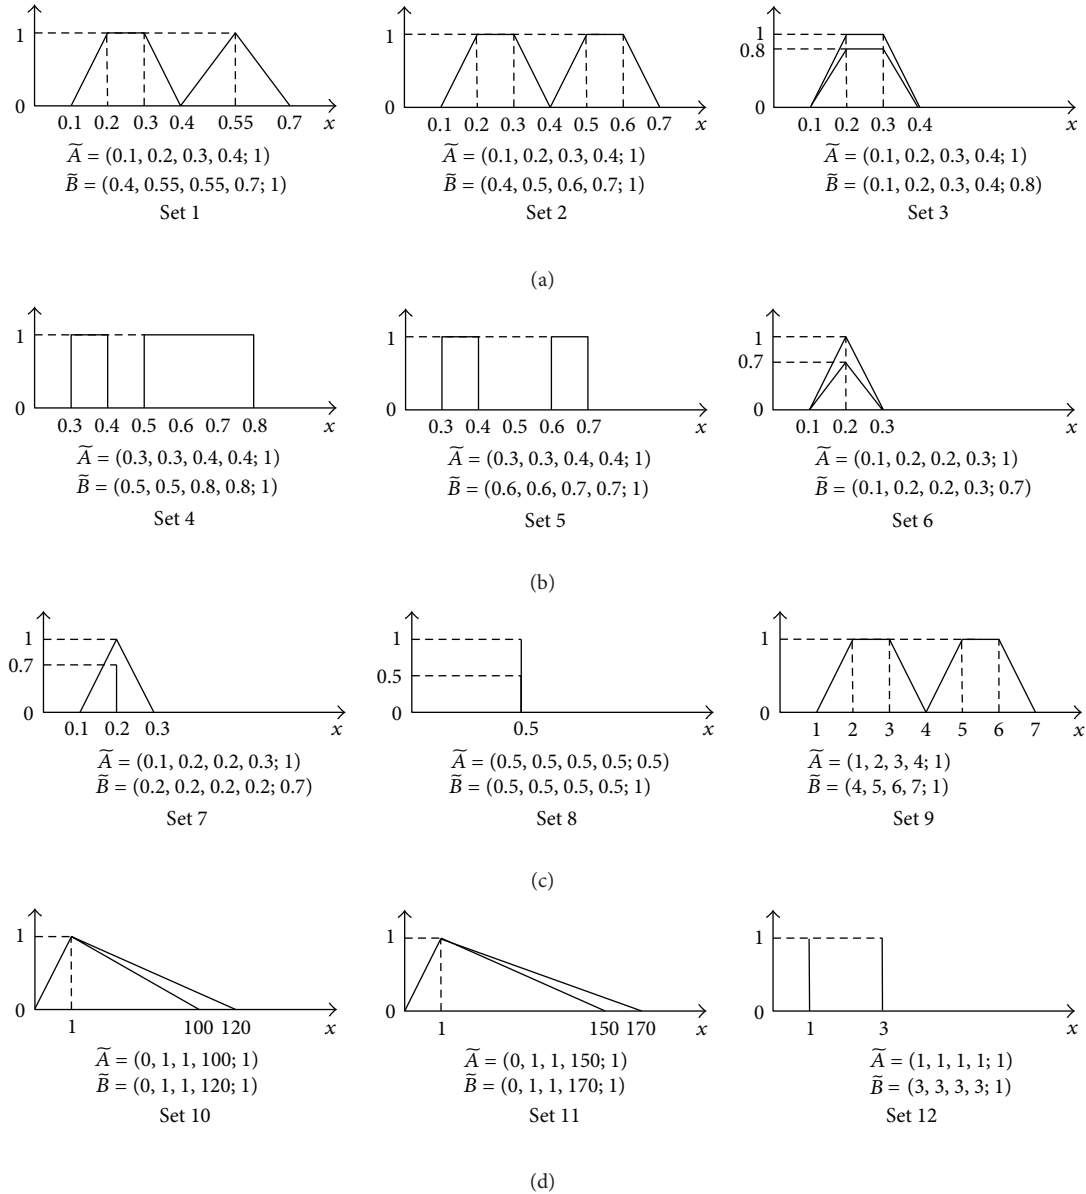 1
0
0.1 0.2 0.3 0.4 0.55 0.7 x
Ã = (0.1, 0.2, 0.3, 0.4; 1)
B̃ = (0.4, 0.55, 0.55, 0.7; 1)
Set 1
1
0
0.1 0.2 0.3 0.4 0.5 0.6 0.7 x
Ã = (0.1, 0.2, 0.3, 0.4; 1)
B̃ = (0.4, 0.5, 0.6, 0.7; 1)
Set 2
1
0.8
0
0.1 0.2 0.3 0.4 x
Ã = (0.1, 0.2, 0.3, 0.4; 1)
B̃ = (0.1, 0.2, 0.3, 0.4; 0.8)
Set 3
(a)
1
0
0.3 0.4 0.5 0.6 0.7 0.8 x
Ã = (0.3, 0.3, 0.4, 0.4; 1)
B̃ = (0.5, 0.5, 0.8, 0.8; 1)
Set 4
1
0
0.3 0.4 0.5 0.6 0.7 x
Ã = (0.3, 0.3, 0.4, 0.4; 1)
B̃ = (0.6, 0.6, 0.7, 0.7; 1)
Set 5
1
0.7
0
0.1 0.2 0.3 x
Ã = (0.1, 0.2, 0.2, 0.3; 1)
B̃ = (0.1, 0.2, 0.2, 0.3; 0.7)
Set 6
(b)
1
0.7
0
0.1 0.2 0.3 x
Ã = (0.1, 0.2, 0.2, 0.3; 1)
B̃ = (0.2, 0.2, 0.2, 0.2; 0.7)
Set 7
1
0.5
0
0.5 x
Ã = (0.5, 0.5, 0.5, 0.5; 0.5)
B̃ = (0.5, 0.5, 0.5, 0.5; 1)
Set 8
1
0
1 2 3 4 5 6 7 x
Ã = (1, 2, 3, 4; 1)
B̃ = (4, 5, 6, 7; 1)
Set 9
(c)
1
0
1 100 120 x
Ã = (0, 1, 1, 100; 1)
B̃ = (0, 1, 1, 120; 1)
Set 10
1
0
1 150 170 x
Ã = (0, 1, 1, 150; 1)
B̃ = (0, 1, 1, 170; 1)
Set 11
1
0
1 3 x
Ã = (1, 1, 1, 1; 1)
B̃ = (3, 3, 3, 3; 1)
Set 12
(d)